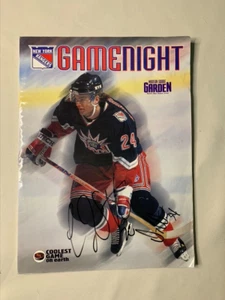 NEW YORK
RANGERS
GAMENIGHT
MADISON SQUARE
GARDEN
24
COOLEST
GAME
ON EARTH